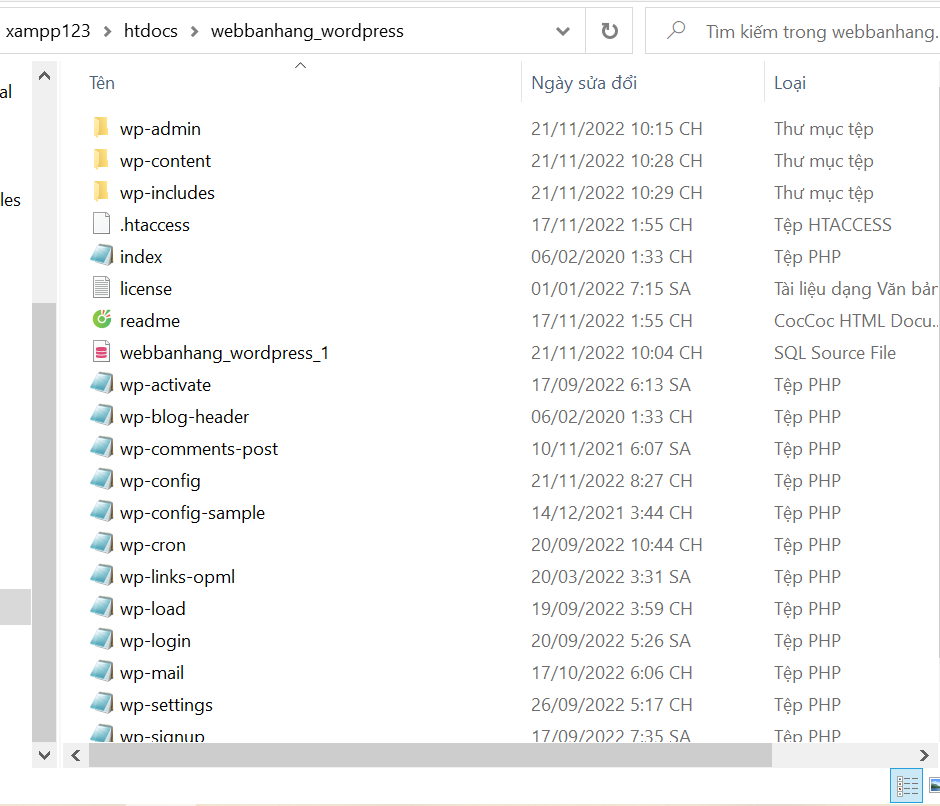 xampp123 > htdocs > webbanhang_wordpress
Tìm kiếm trong webbanhang.
al
les
Tên Ngày sửa đổi Loại
wp-admin 21/11/2022 10:15 CH Thư mục tệp
wp-content 21/11/2022 10:28 CH Thư mục tệp
wp-includes 21/11/2022 10:29 CH Thư mục tệp
.htaccess 17/11/2022 1:55 CH Tệp HTACCESS
index 06/02/2020 1:33 CH Tệp PHP
license 01/01/2022 7:15 SA Tài liệu dạng Văn bản
readme 17/11/2022 1:55 CH CocCoc HTML Docu...
webbanhang_wordpress_1 21/11/2022 10:04 CH SQL Source File
wp-activate 17/09/2022 6:13 SA Tệp PHP
wp-blog-header 06/02/2020 1:33 CH Tệp PHP
wp-comments-post 10/11/2021 6:07 SA Tệp PHP
wp-config 21/11/2022 8:27 CH Tệp PHP
wp-config-sample 14/12/2021 3:44 CH Tệp PHP
wp-cron 20/09/2022 10:44 CH Tệp PHP
wp-links-opml 20/03/2022 3:31 SA Tệp PHP
wp-load 19/09/2022 3:59 CH Tệp PHP
wp-login 20/09/2022 5:26 SA Tệp PHP
wp-mail 17/10/2022 6:06 CH Tệp PHP
wp-settings 26/09/2022 5:17 CH Tệp PHP
wp-signup 17/09/2022 7:35 SA Tệp PHP